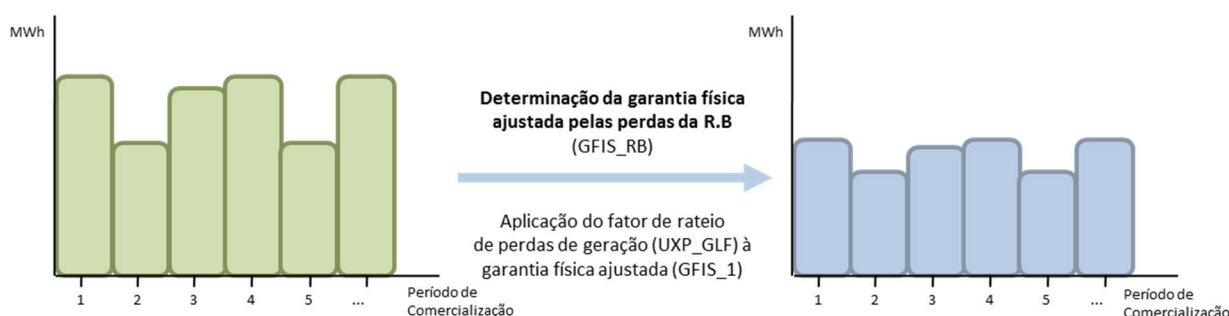 MWh
1
2
3
4
5
...
Período de
Comercialização
Determinação da garantia física
ajustada pelas perdas da R.B
(GFIS_RB)
Aplicação do fator de rateio
de perdas de geração (UXP_GLF) à
garantia física ajustada (GFIS_1)
MWh
1
2
3
4
5
...
Período de
Comercialização